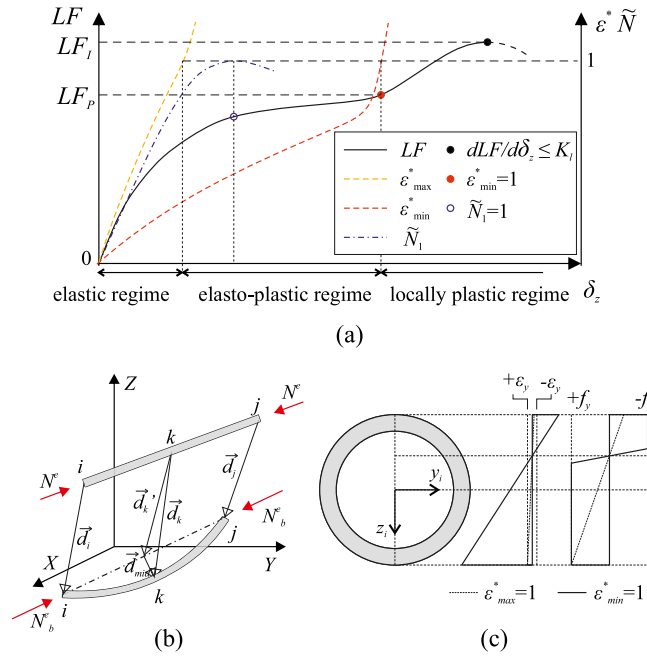 LF
ε* Ñ
LF_I
1
LF_P
LF
dLF/dδ_z ≤ K_l
ε*_max
ε*_min=1
ε*_min
Ñ_1=1
Ñ_1
0
elastic regime
elasto-plastic regime
locally plastic regime
δ_z
(a)
Z
N^e
j
k
i
N^e
d_j
d_k'
d_k
N^e_b
d_i
j
X
d_mid
Y
i
k
N^e_b
(b)
+ε_y
-ε_y
+f_y
-f
y_i
z_i
ε*_max=1
ε*_min=1
(c)